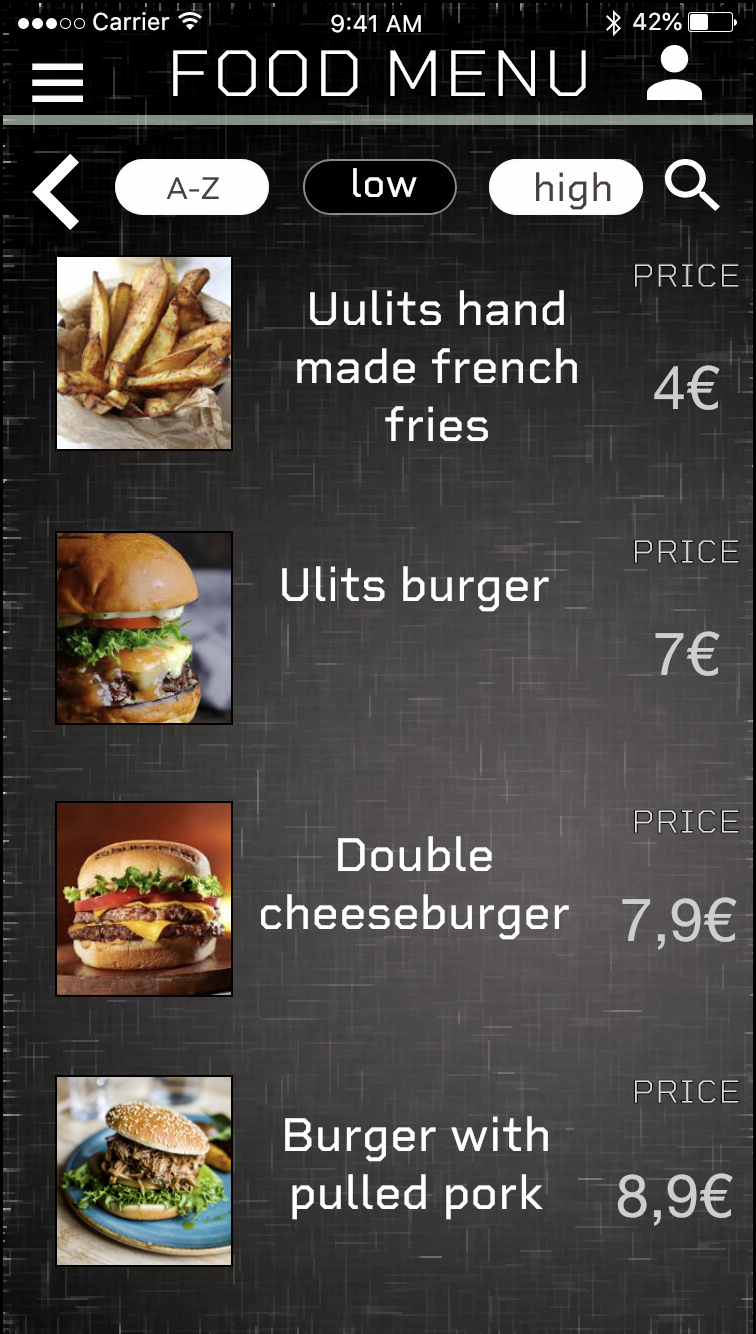 Carrier 9:41 AM 42%
FOOD MENU
A-Z low high
PRICE
Uulits hand
made french
fries
4€
PRICE
Ulits burger
7€
PRICE
Double
cheeseburger
7,9€
PRICE
Burger with
pulled pork
8,9€